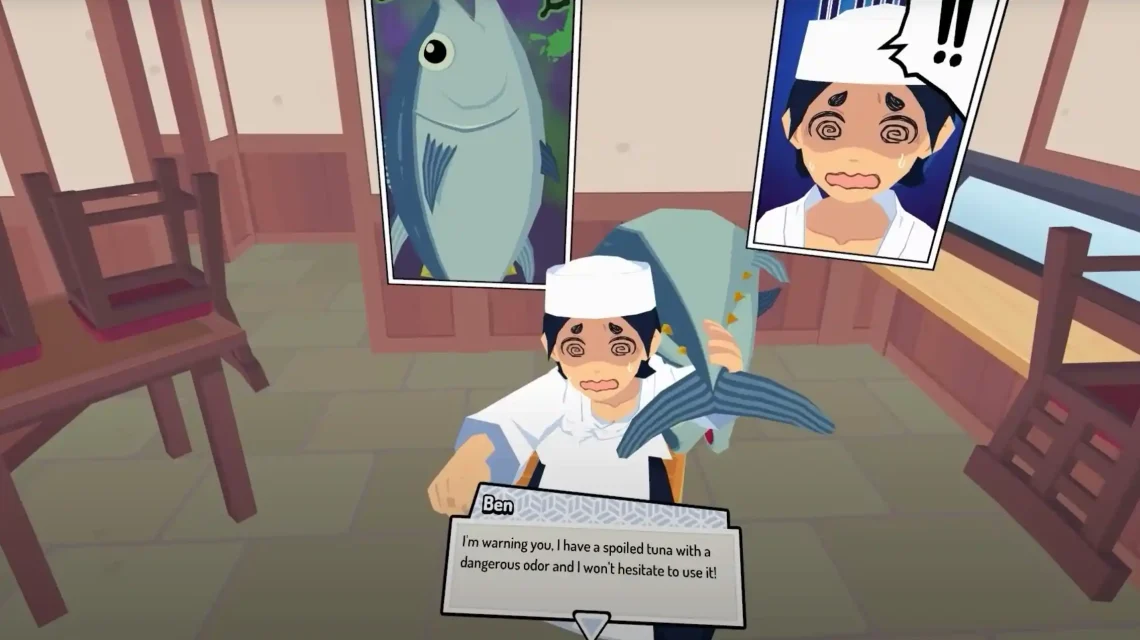 !!
Ben
I'm warning you, I have a spoiled tuna with a
dangerous odor and I won't hesitate to use it!